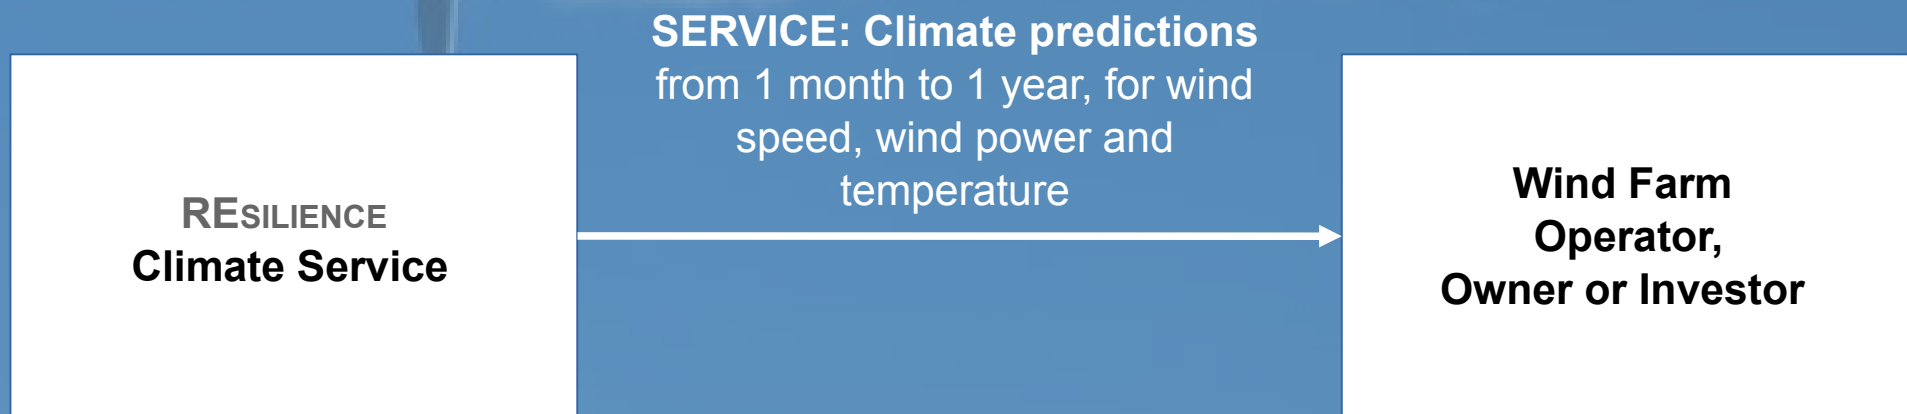 SERVICE: Climate predictions
from 1 month to 1 year, for wind
speed, wind power and
temperature
RESILIENCE
Climate Service
Wind Farm
Operator,
Owner or Investor